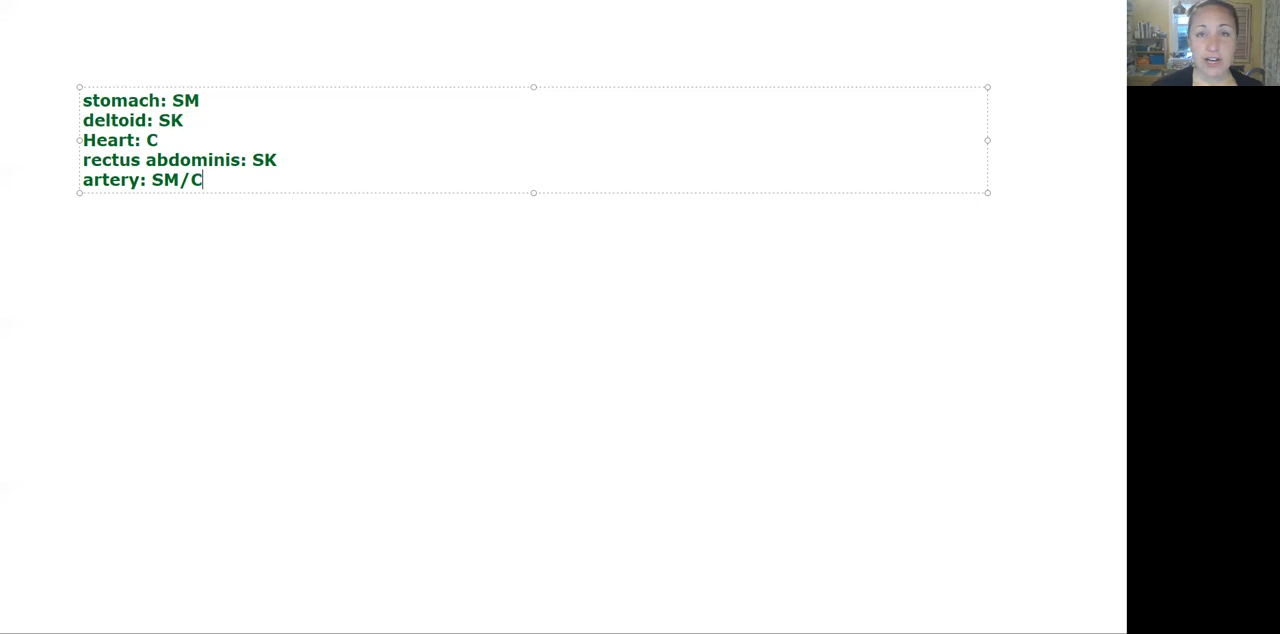 stomach: SM
deltoid: SK
Heart: C
rectus abdominis: SK
artery: SM/C